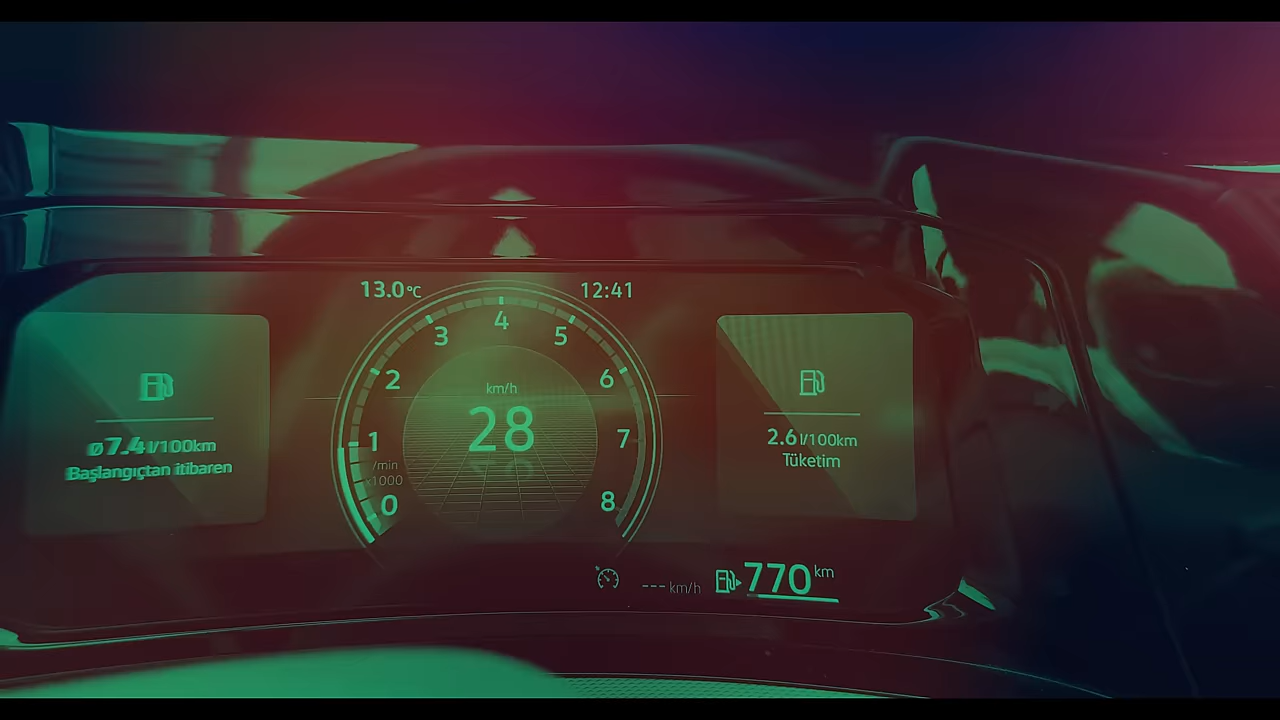 13.0°C
12:41
4
3
5
2
6
1
7
/min
x1000
0
8
km/h
28
ø7.4 l/100km
Başlangıçtan itibaren
2.6 l/100km
Tüketim
--- km/h
770 km